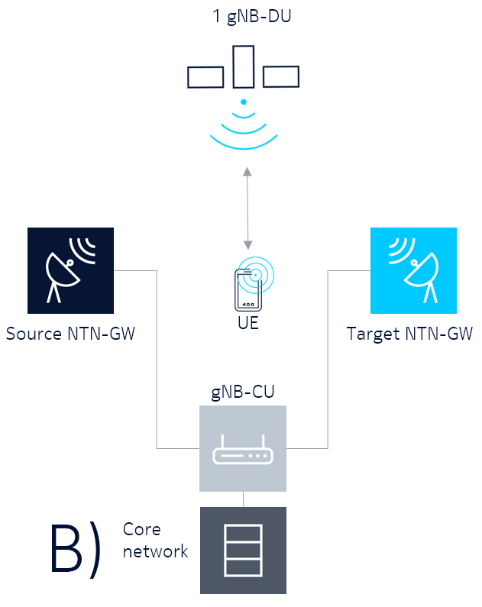 1 gNB-DU
UE
Source NTN-GW
Target NTN-GW
gNB-CU
B)
Core
network